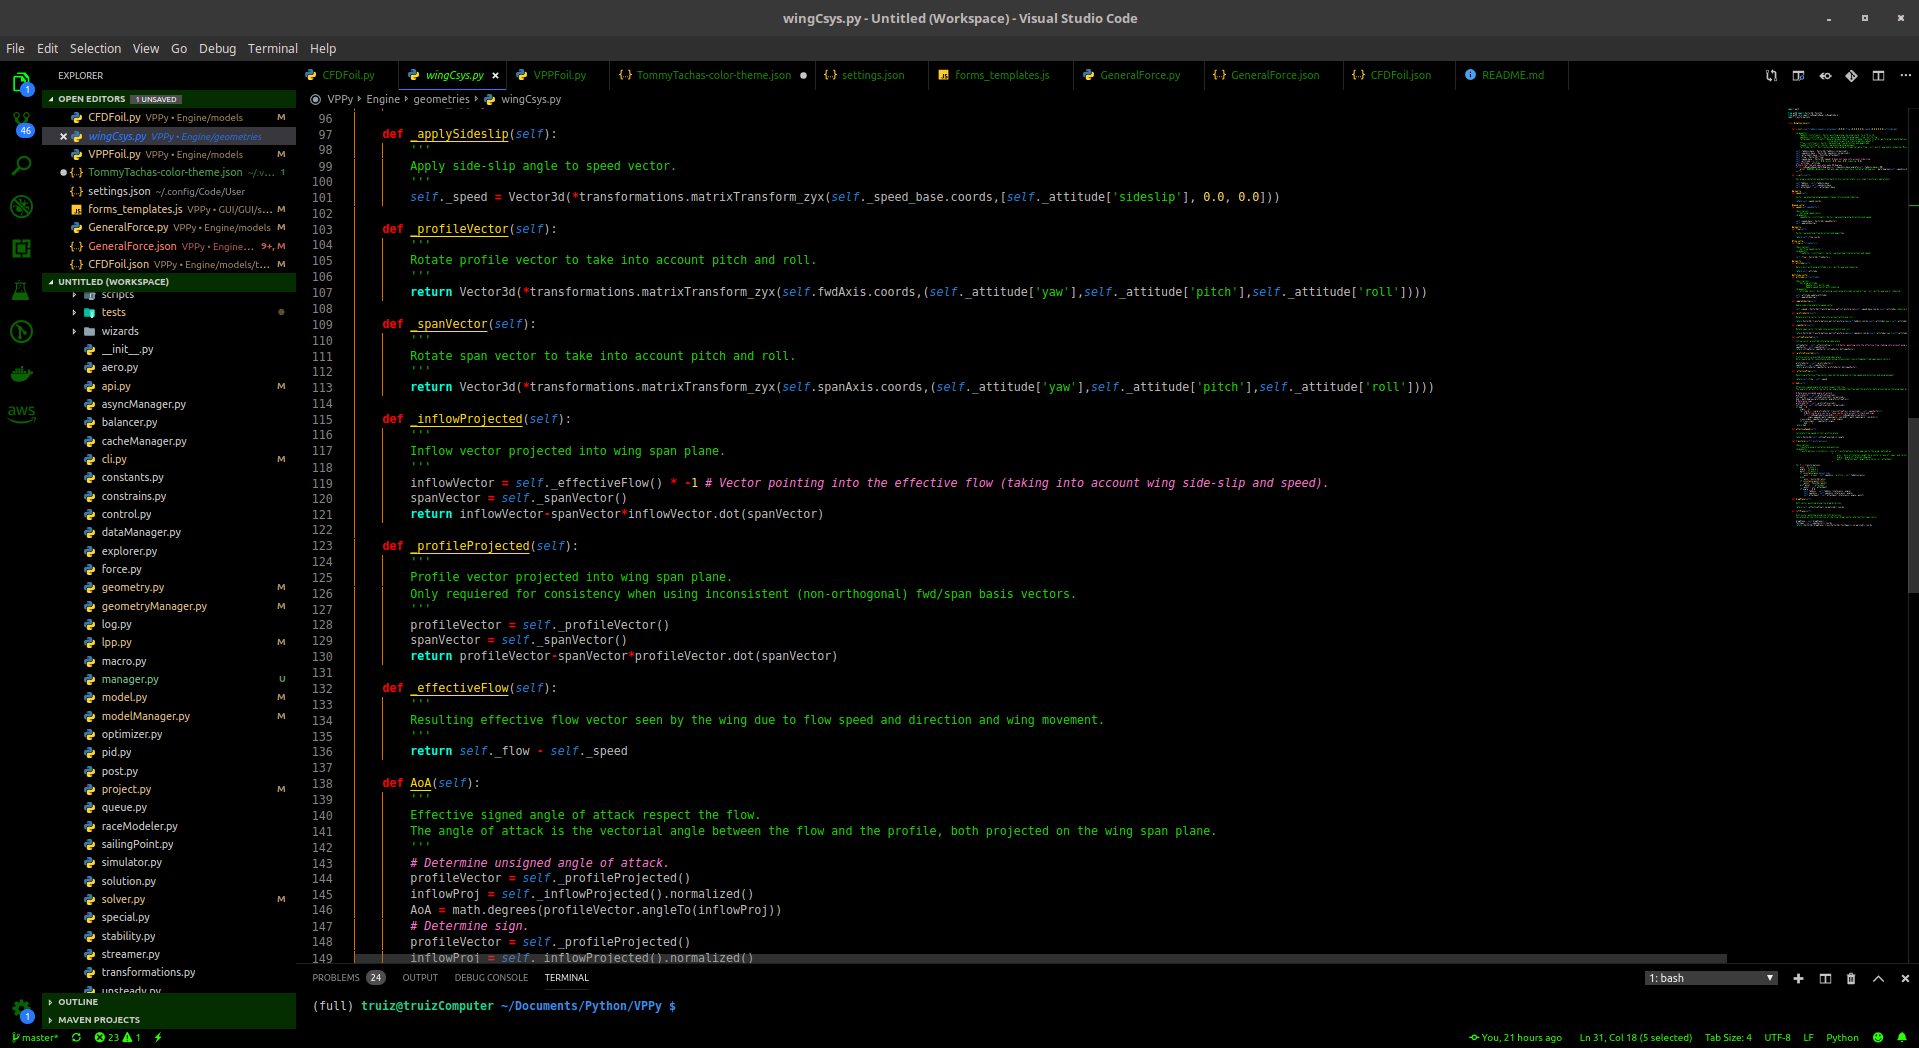 wingCsys.py - Untitled (Workspace) - Visual Studio Code
File Edit Selection View Go Debug Terminal Help
EXPLORER
CFDFoil.py wingCsys.py VPPFoil.py TommyTachas-color-theme.json settings.json forms_templates.js GeneralForce.py GeneralForce.json CFDFoil.json README.md
VPPy Engine geometries wingCsys.py
1
46
aws
1
OPEN EDITORS 1 UNSAVED
CFDFoil.py VPPy • Engine/models M
wingCsys.py VPPy • Engine/geometries
VPPFoil.py VPPy • Engine/models M
TommyTachas-color-theme.json ~/.v... 1
settings.json ~/.config/Code/User
forms_templates.js VPPy • GUI/GUI/s... M
GeneralForce.py VPPy • Engine/models M
GeneralForce.json VPPy • Engine... 9+, M
CFDFoil.json VPPy • Engine/models/t... M
UNTITLED (WORKSPACE)
scripts
tests
wizards
__init__.py
aero.py
api.py M
asyncManager.py
balancer.py
cacheManager.py
cli.py M
constants.py
constrains.py
control.py
dataManager.py
explorer.py
force.py
geometry.py M
geometryManager.py M
log.py
lpp.py M
macro.py
manager.py U
model.py M
modelManager.py M
optimizer.py
pid.py
post.py
project.py M
queue.py
raceModeler.py
sailingPoint.py
simulator.py
solution.py
solver.py M
special.py
stability.py
streamer.py
transformations.py
unsteady.py
OUTLINE
MAVEN PROJECTS
96
97 def _applySideslip(self):
98 '''
99 Apply side-slip angle to speed vector.
100 '''
101 self._speed = Vector3d(*transformations.matrixTransform_zyx(self._speed_base.coords,[self._attitude['sideslip'], 0.0, 0.0]))
102
103 def _profileVector(self):
104 '''
105 Rotate profile vector to take into account pitch and roll.
106 '''
107 return Vector3d(*transformations.matrixTransform_zyx(self.fwdAxis.coords,(self._attitude['yaw'],self._attitude['pitch'],self._attitude['roll'])))
108
109 def _spanVector(self):
110 '''
111 Rotate span vector to take into account pitch and roll.
112 '''
113 return Vector3d(*transformations.matrixTransform_zyx(self.spanAxis.coords,(self._attitude['yaw'],self._attitude['pitch'],self._attitude['roll'])))
114
115 def _inflowProjected(self):
116 '''
117 Inflow vector projected into wing span plane.
118 '''
119 inflowVector = self._effectiveFlow() * -1 # Vector pointing into the effective flow (taking into account wing side-slip and speed).
120 spanVector = self._spanVector()
121 return inflowVector-spanVector*inflowVector.dot(spanVector)
122
123 def _profileProjected(self):
124 '''
125 Profile vector projected into wing span plane.
126 Only requiered for consistency when using inconsistent (non-orthogonal) fwd/span basis vectors.
127 '''
128 profileVector = self._profileVector()
129 spanVector = self._spanVector()
130 return profileVector-spanVector*profileVector.dot(spanVector)
131
132 def _effectiveFlow(self):
133 '''
134 Resulting effective flow vector seen by the wing due to flow speed and direction and wing movement.
135 '''
136 return self._flow - self._speed
137
138 def AoA(self):
139 '''
140 Effective signed angle of attack respect the flow.
141 The angle of attack is the vectorial angle between the flow and the profile, both projected on the wing span plane.
142 '''
143 # Determine unsigned angle of attack.
144 profileVector = self._profileProjected()
145 inflowProj = self._inflowProjected().normalized()
146 AoA = math.degrees(profileVector.angleTo(inflowProj))
147 # Determine sign.
148 profileVector = self._profileProjected()
149 inflowProj = self._inflowProjected().normalized()
PROBLEMS 24 OUTPUT DEBUG CONSOLE TERMINAL 1: bash
(full) truiz@truizComputer ~/Documents/Python/VPPy $
master* 23 1 You, 21 hours ago Ln 31, Col 18 (5 selected) Tab Size: 4 UTF-8 LF Python